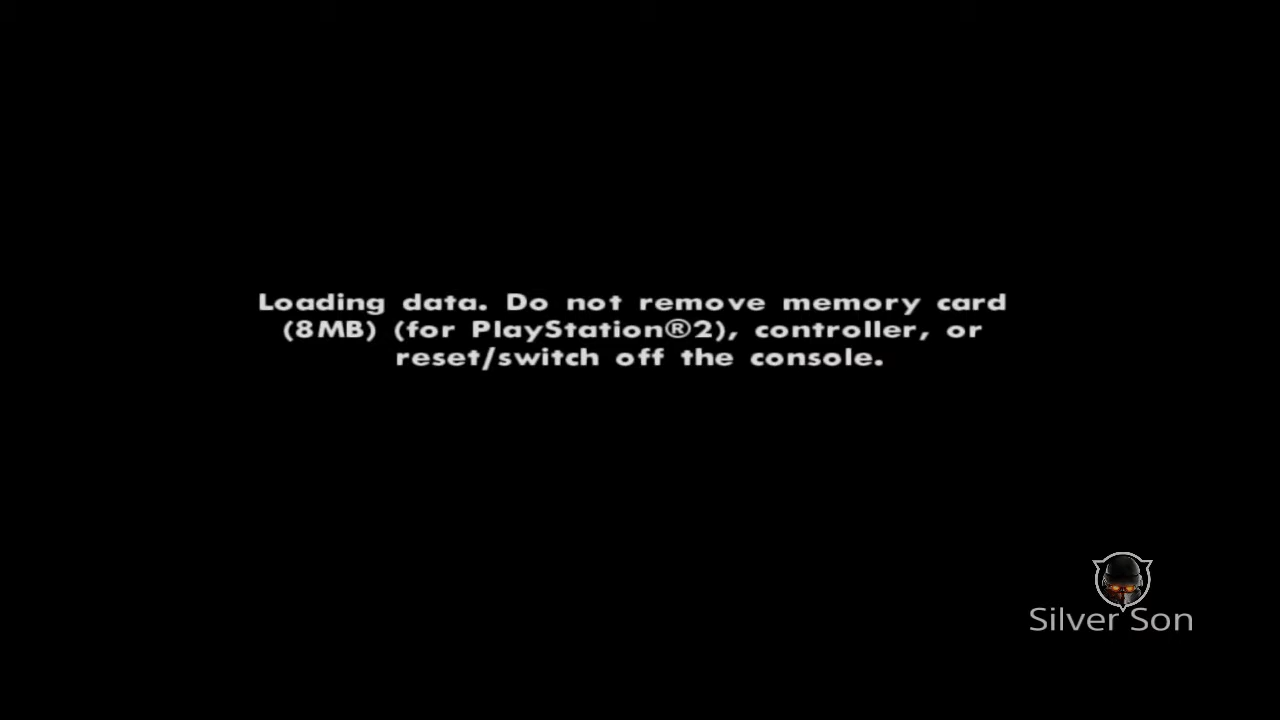 Loading data. Do not remove memory card
(8MB) (for PlayStation®2), controller, or
reset/switch off the console.
Silver Son